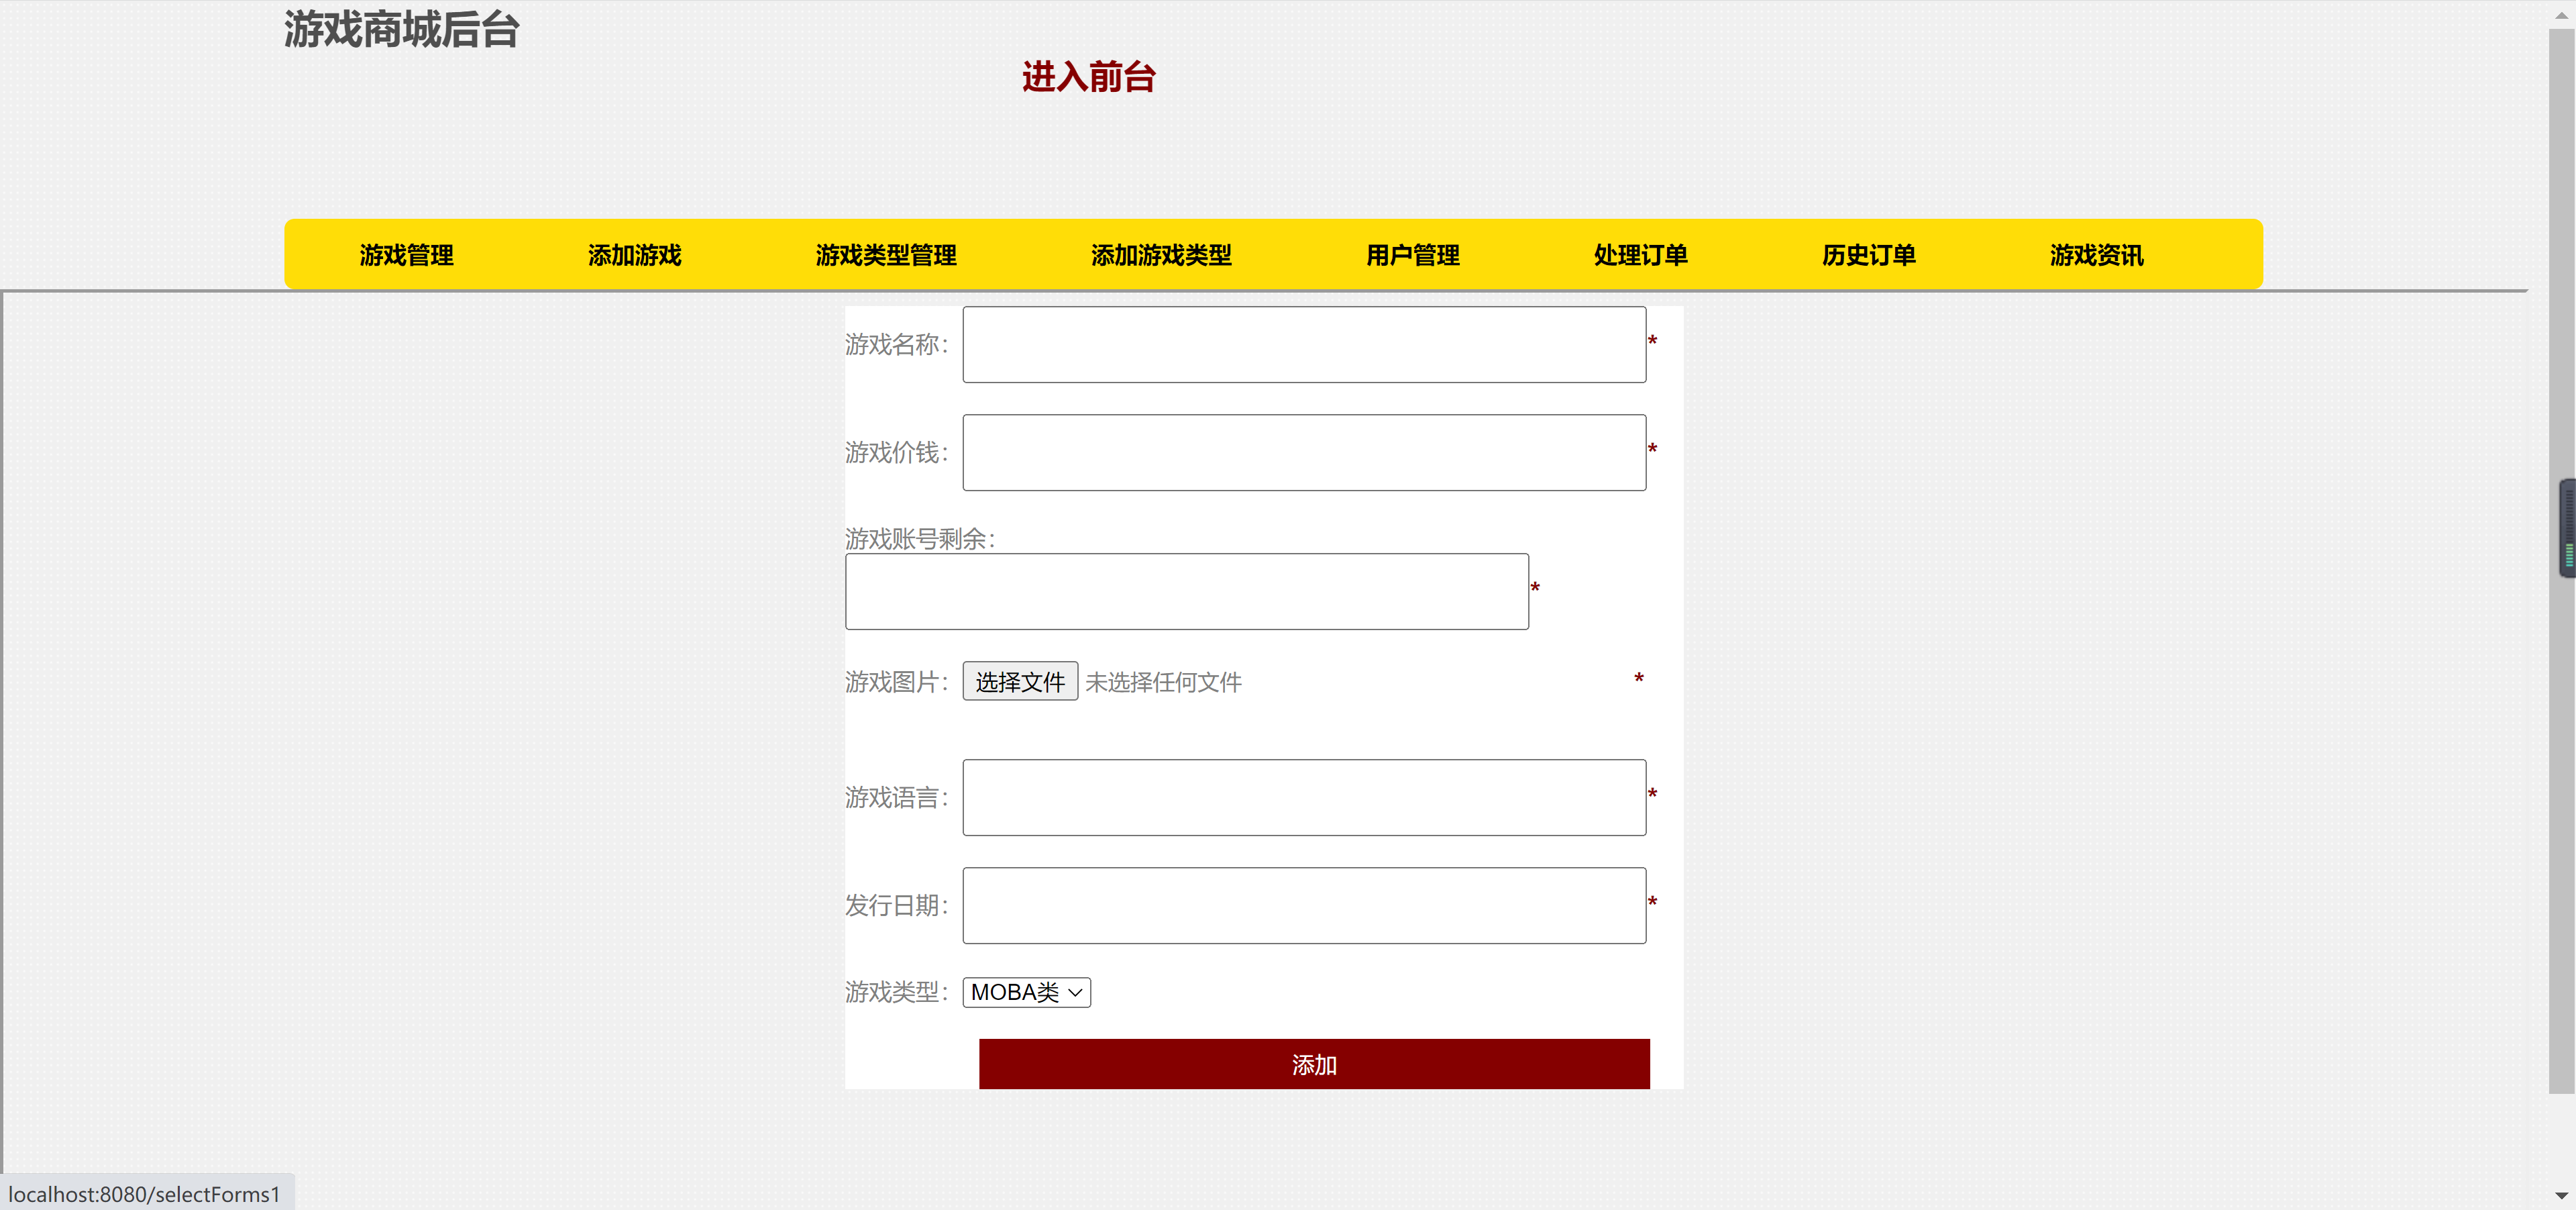 游戏商城后台
进入前台
游戏管理 添加游戏 游戏类型管理 添加游戏类型 用户管理 处理订单 历史订单 游戏资讯
游戏名称： *
游戏价钱： *
游戏账号剩余：
*
游戏图片： 选择文件 未选择任何文件 *
游戏语言： *
发行日期： *
游戏类型： MOBA类
添加
localhost:8080/selectForms1